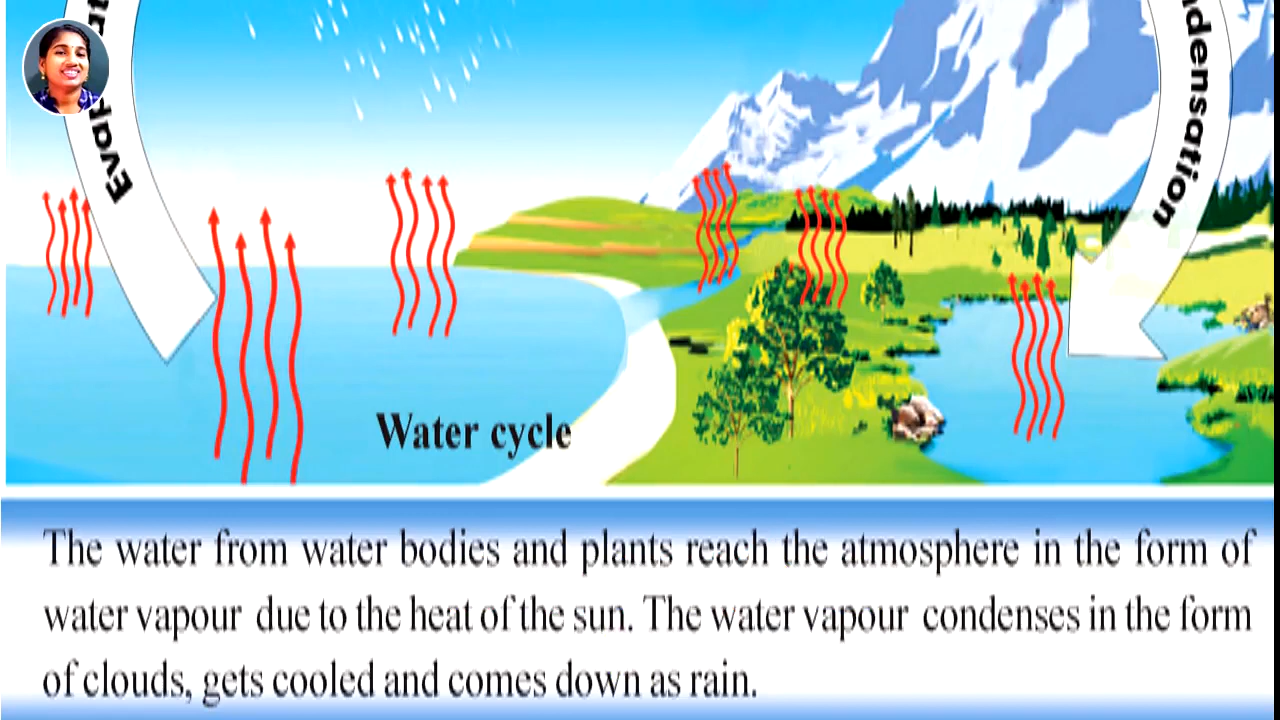 Evap
ndensation
Water cycle
The water from water bodies and plants reach the atmosphere in the form of
water vapour due to the heat of the sun. The water vapour condenses in the form
of clouds, gets cooled and comes down as rain.